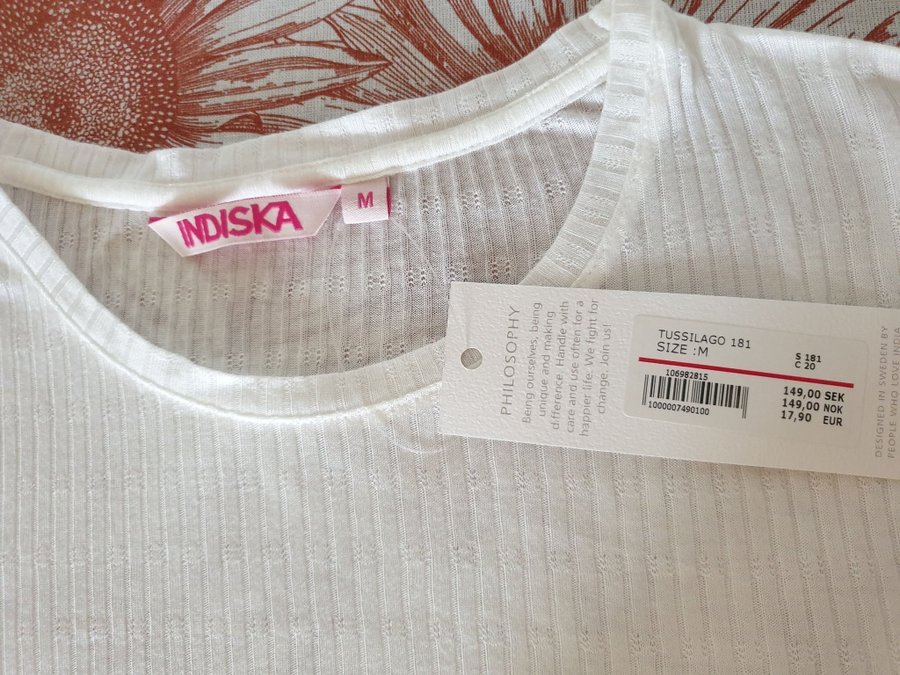 INDISKA
M
PHILOSOPHY
Being ourselves, being
unique and making
difference. Handle with
care and use often for a
happier life. We fight for
change. Join us!
TUSSILAGO 181
SIZE :M
S 181
C 20
106982815
1000007490100
149,00 SEK
149,00 NOK
17,90 EUR
DESIGNED IN SWEDEN BY
PEOPLE WHO LOVE INDIA